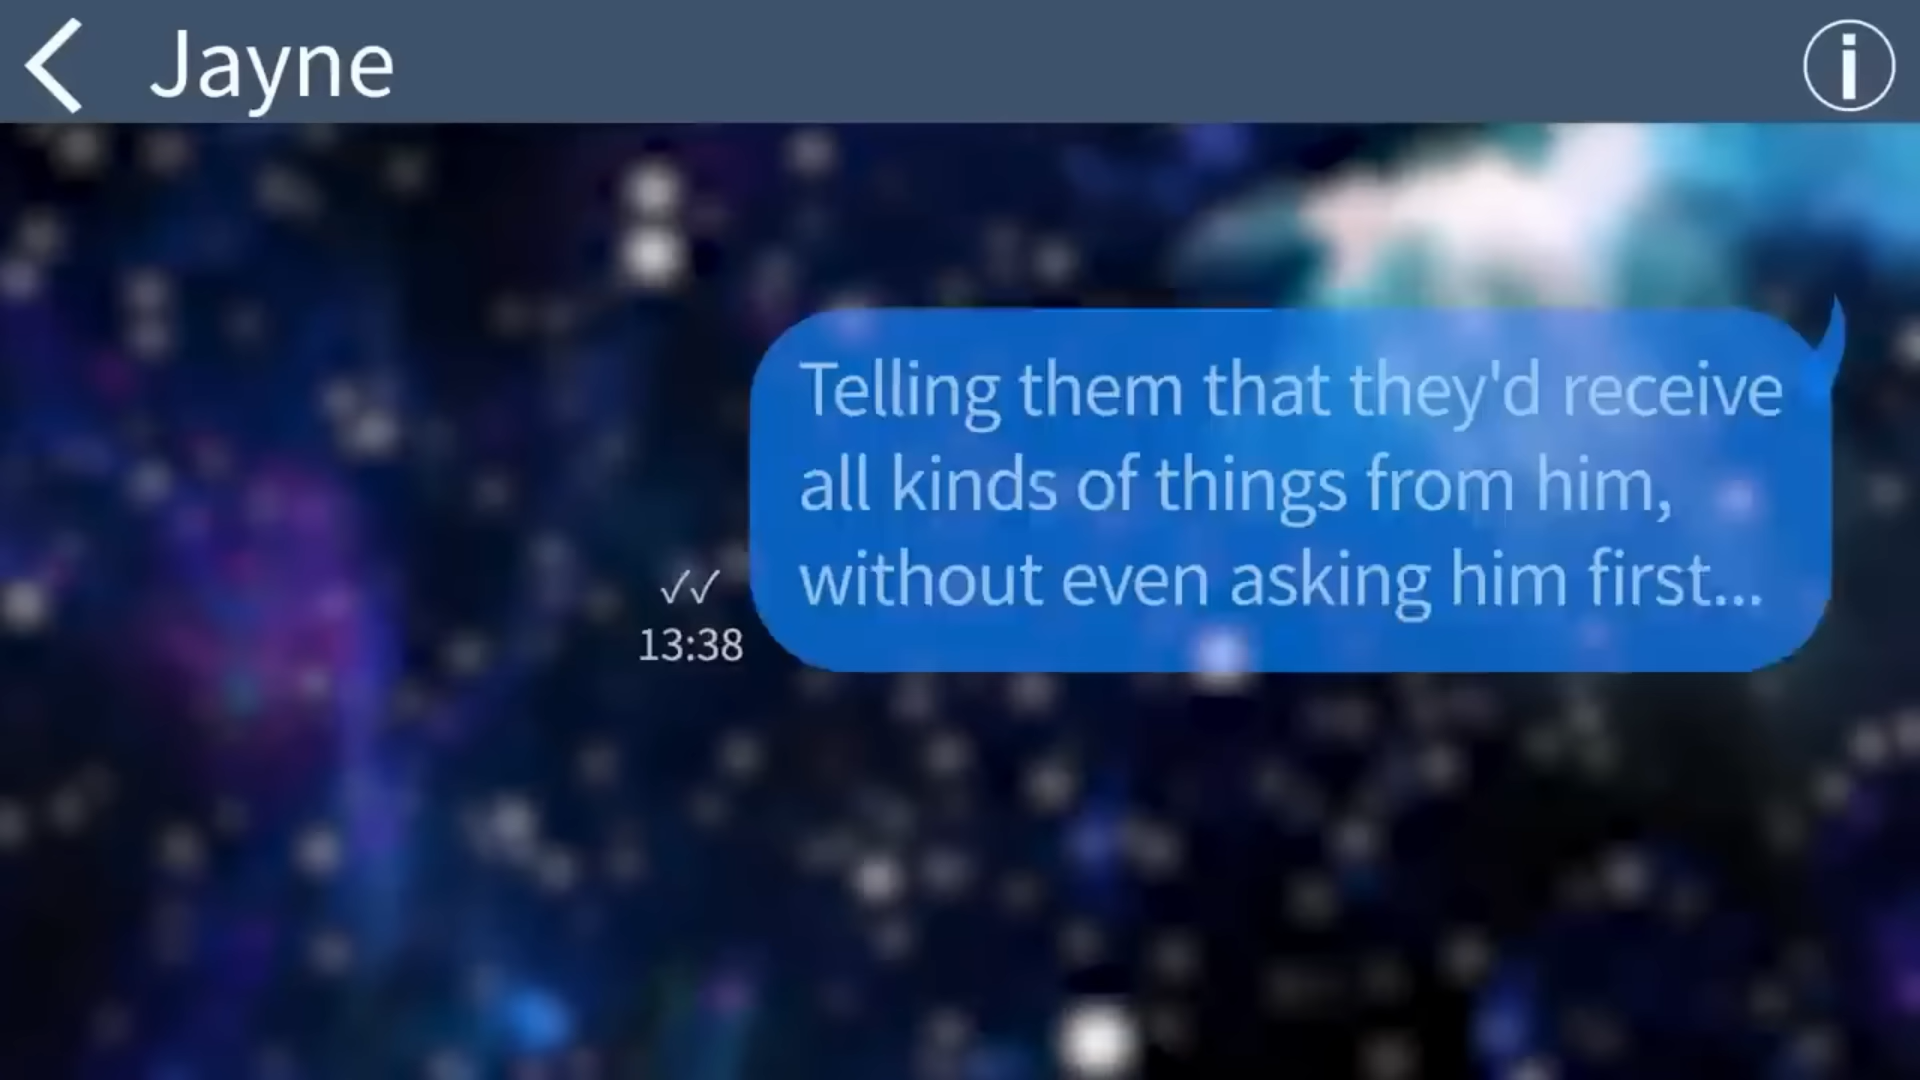 Jayne
Telling them that they'd receive
all kinds of things from him,
without even asking him first...
✓✓
13:38